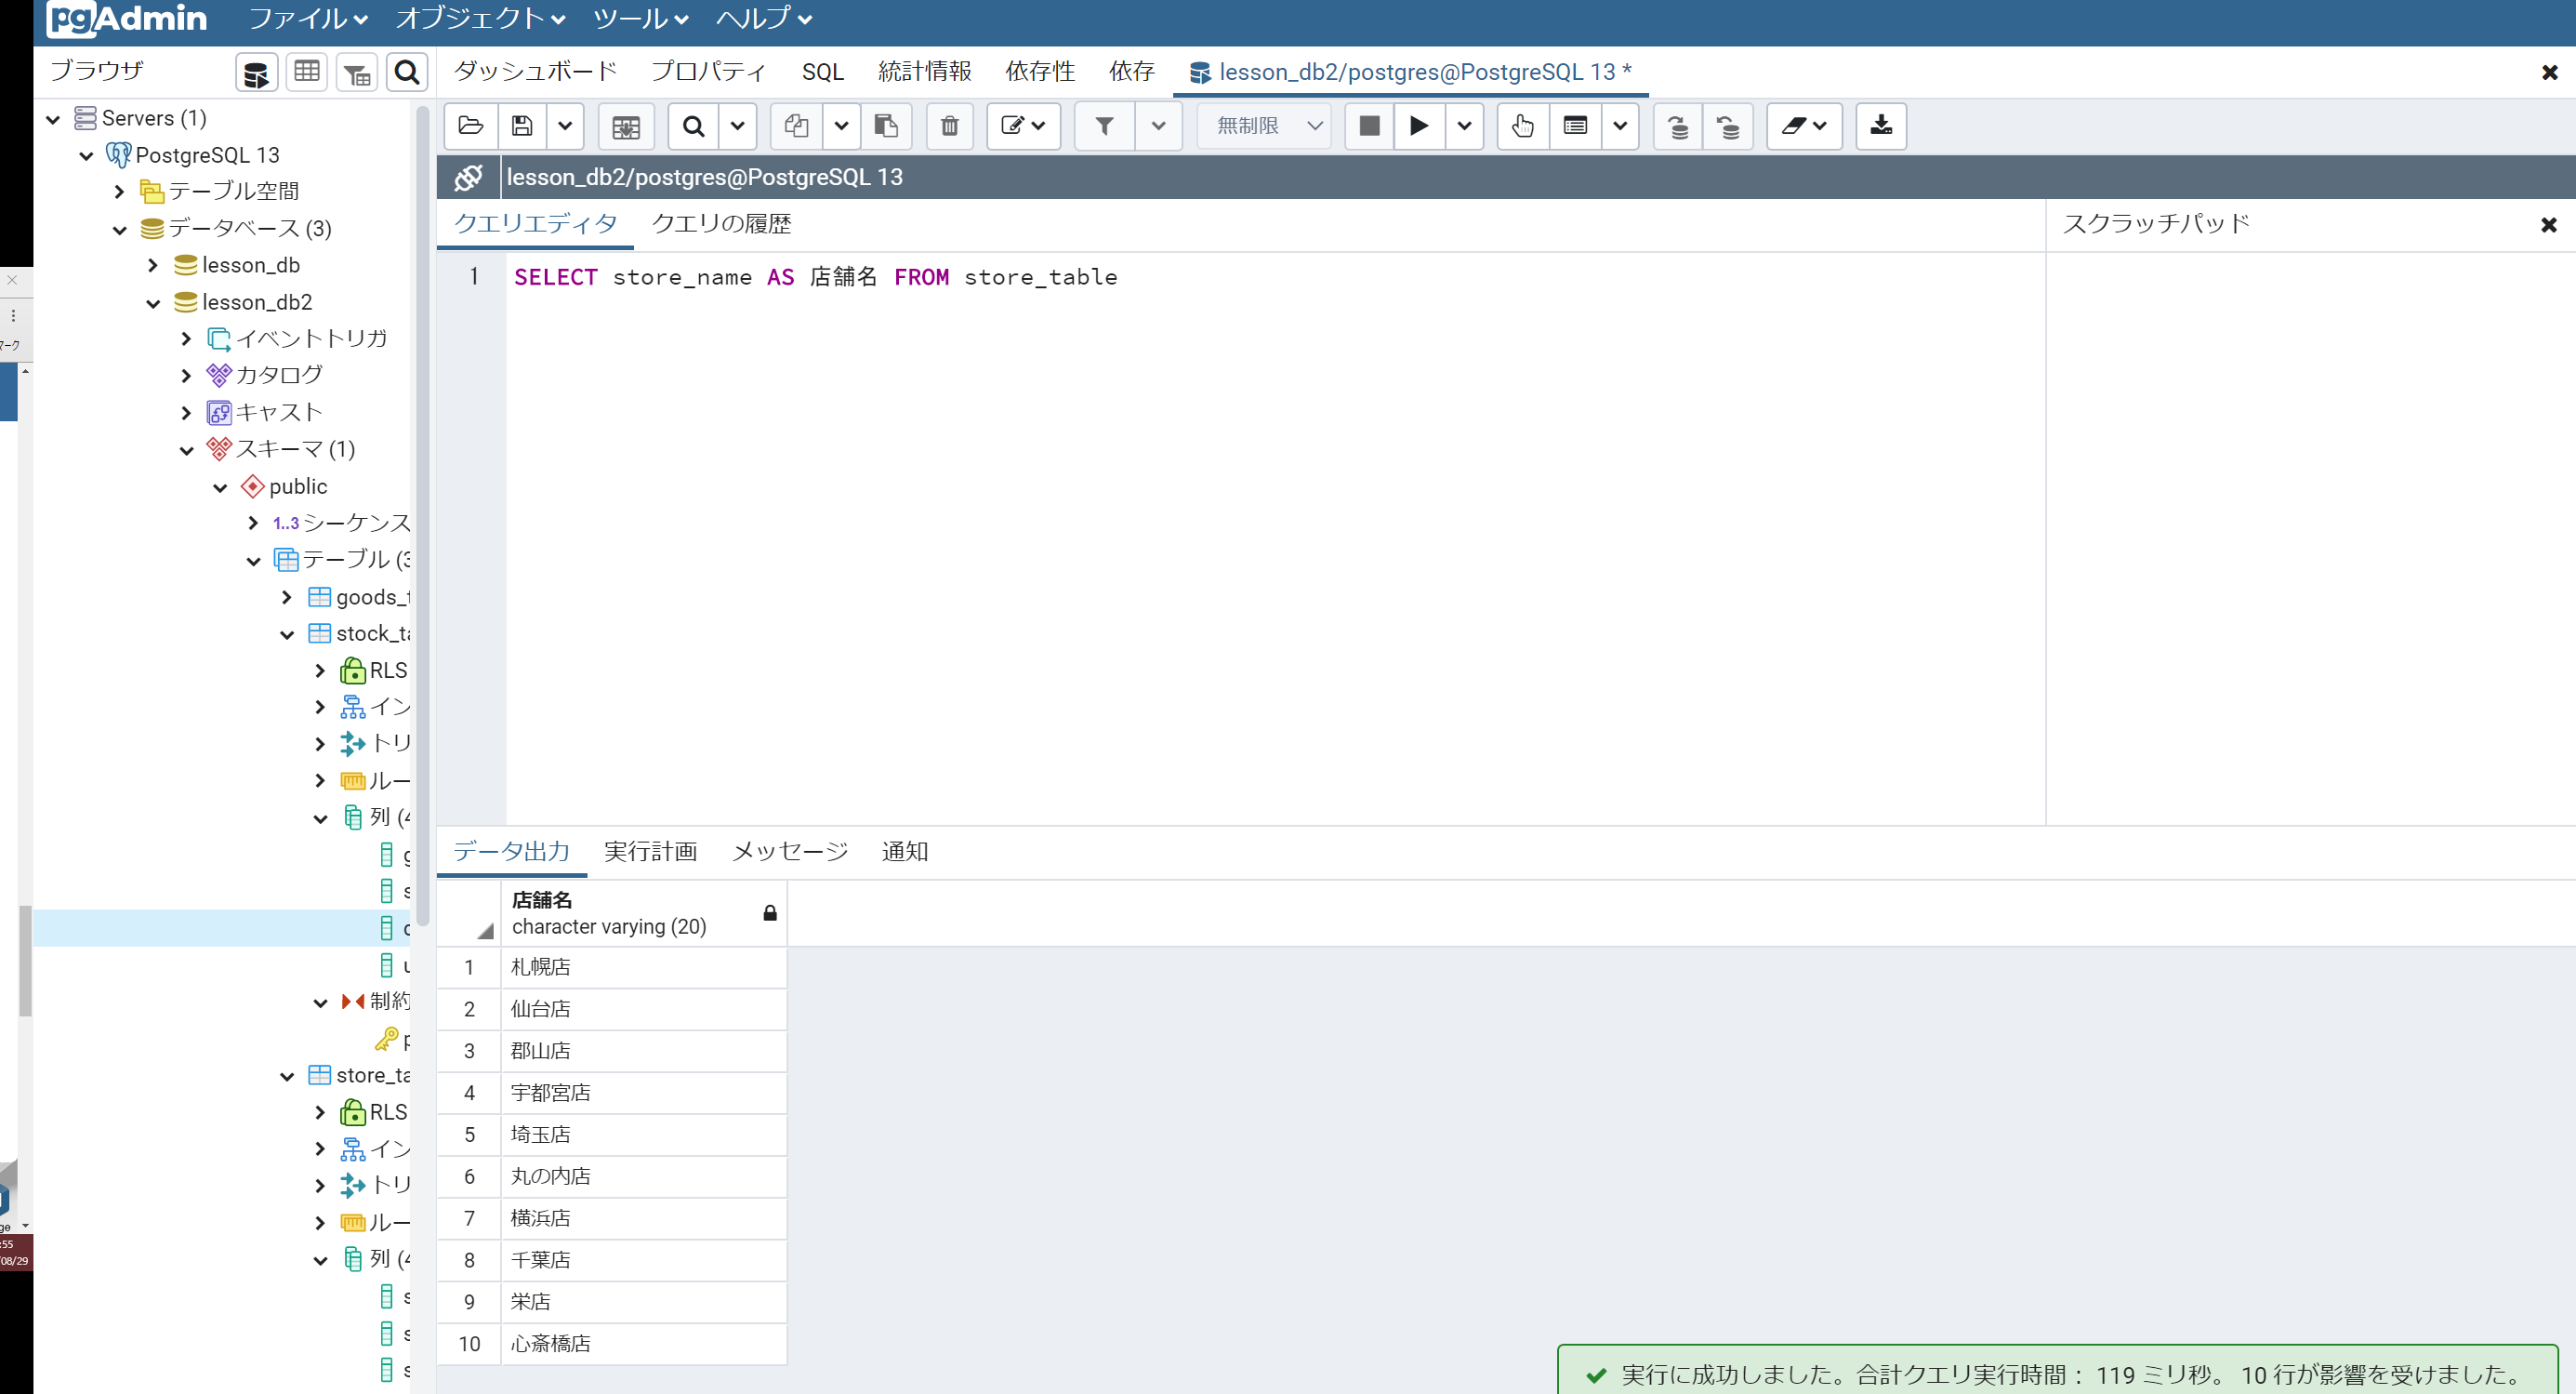 pgAdmin ファイル オブジェクト ツール ヘルプ
ブラウザ
ダッシュボード プロパティ SQL 統計情報 依存性 依存 lesson_db2/postgres@PostgreSQL 13 *
無制限
lesson_db2/postgres@PostgreSQL 13
クエリエディタ クエリの履歴
スクラッチパッド
Servers (1)
PostgreSQL 13
テーブル空間
データベース (3)
lesson_db
lesson_db2
イベントトリガ
カタログ
キャスト
スキーマ (1)
public
1..3 シーケンス
テーブル (3
goods_t
stock_ta
RLS
イン
トリ
ルー
列 (4
g
s
制約
store_ta
RLS
イン
トリ
ルー
列 (4
s
s
s
1 SELECT store_name AS 店舗名 FROM store_table
データ出力 実行計画 メッセージ 通知
店舗名
character varying (20)
1 札幌店
2 仙台店
3 郡山店
4 宇都宮店
5 埼玉店
6 丸の内店
7 横浜店
8 千葉店
9 栄店
10 心斎橋店
実行に成功しました。合計クエリ実行時間： 119 ミリ秒。 10 行が影響を受けました。
:55
08/29